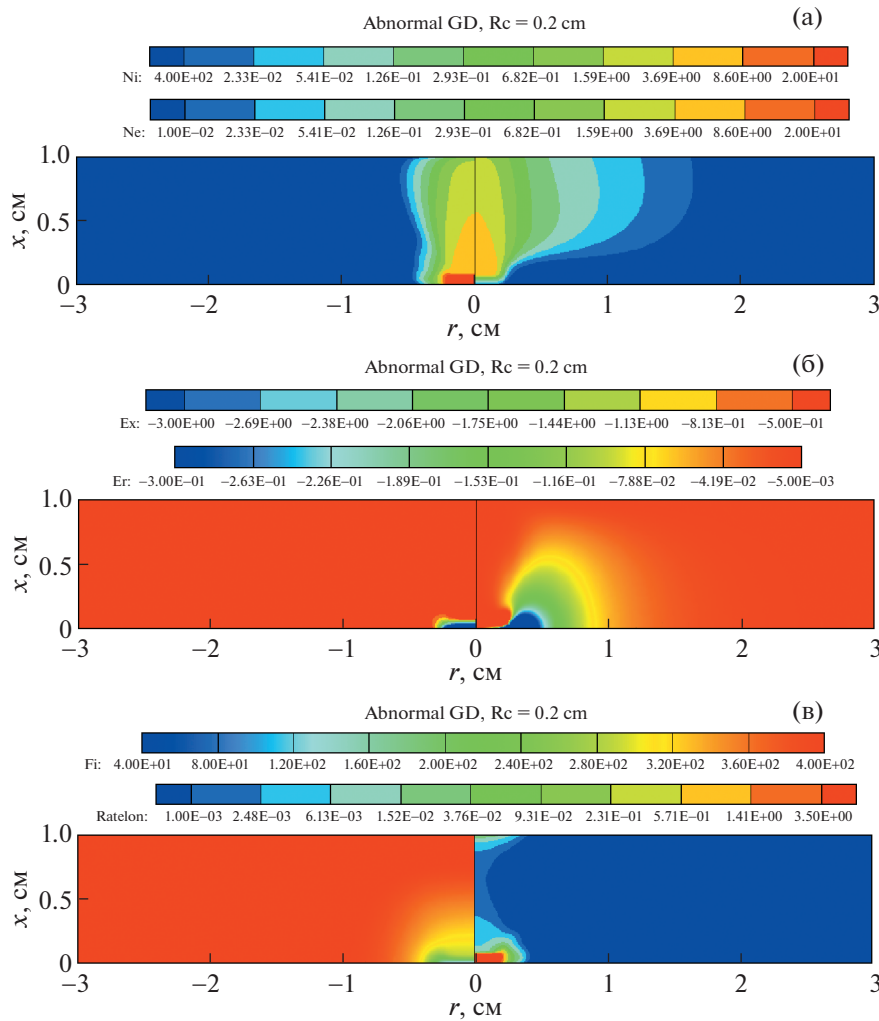 Abnormal GD, Rc = 0.2 cm (а)
Ni: 4.00E−02 2.33E−02 5.41E−02 1.26E−01 2.93E−01 6.82E−01 1.59E+00 3.69E+00 8.60E+00 2.00E+01
Ne: 1.00E−02 2.33E−02 5.41E−02 1.26E−01 2.93E−01 6.82E−01 1.59E+00 3.69E+00 8.60E+00 2.00E+01
1.0
x, см
0.5
0
−3 −2 −1 0 1 2 3
r, см
Abnormal GD, Rc = 0.2 cm (б)
Ex: −3.00E+00 −2.69E+00 −2.38E+00 −2.06E+00 −1.75E+00 −1.44E+00 −1.13E+00 −8.13E−01 −5.00E−01
Er: −3.00E−01 −2.63E−01 −2.26E−01 −1.89E−01 −1.53E−01 −1.16E−01 −7.88E−02 −4.19E−02 −5.00E−03
1.0
x, см
0.5
0
−3 −2 −1 0 1 2 3
r, см
Abnormal GD, Rc = 0.2 cm (в)
Fi: 4.00E+01 8.00E+01 1.20E+02 1.60E+02 2.00E+02 2.40E+02 2.80E+02 3.20E+02 3.60E+02 4.00E+02
Ratelon: 1.00E−03 2.48E−03 6.13E−03 1.52E−02 3.76E−02 9.31E−02 2.31E−01 5.71E−01 1.41E+00 3.50E+00
1.0
x, см
0.5
0
−3 −2 −1 0 1 2 3
r, см